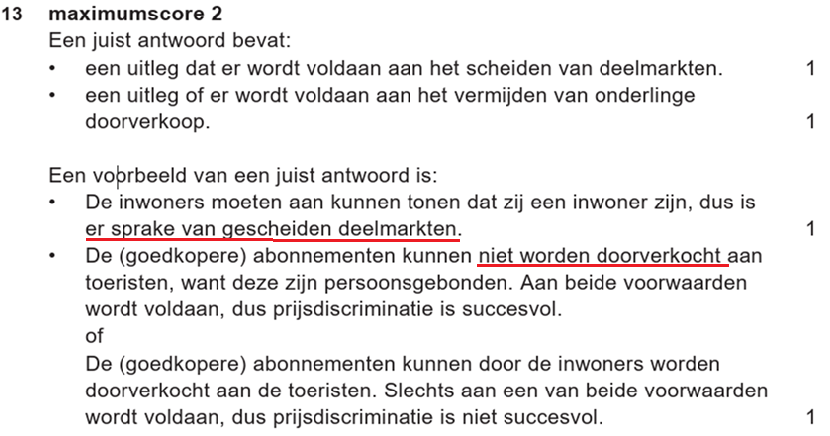 13 maximumscore 2
Een juist antwoord bevat:
• een uitleg dat er wordt voldaan aan het scheiden van deelmarkten. 1
• een uitleg of er wordt voldaan aan het vermijden van onderlinge
doorverkoop. 1
Een voorbeeld van een juist antwoord is:
• De inwoners moeten aan kunnen tonen dat zij een inwoner zijn, dus is
er sprake van gescheiden deelmarkten. 1
• De (goedkopere) abonnementen kunnen niet worden doorverkocht aan
toeristen, want deze zijn persoonsgebonden. Aan beide voorwaarden
wordt voldaan, dus prijsdiscriminatie is succesvol.
of
De (goedkopere) abonnementen kunnen door de inwoners worden
doorverkocht aan de toeristen. Slechts aan een van beide voorwaarden
wordt voldaan, dus prijsdiscriminatie is niet succesvol. 1